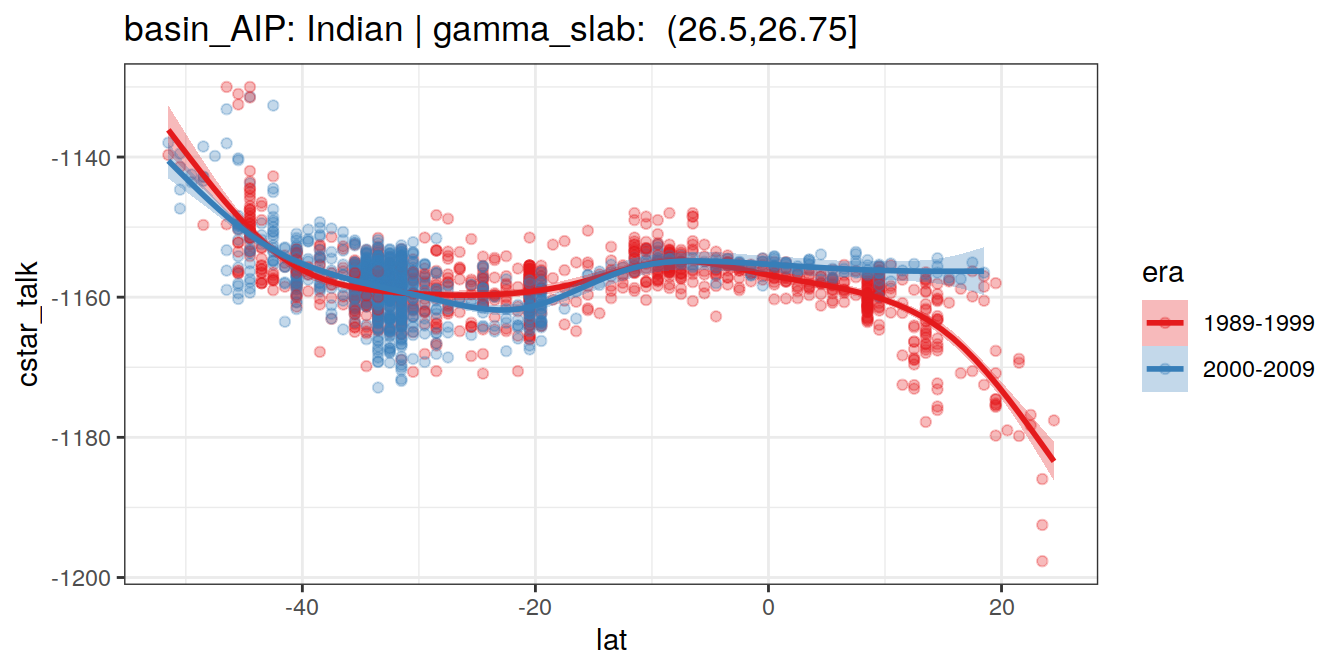 basin_AIP: Indian | gamma_slab:  (26.5,26.75]
cstar_talk
-1140
-1160
-1180
-1200
-40
-20
0
20
lat
era
1989-1999
2000-2009